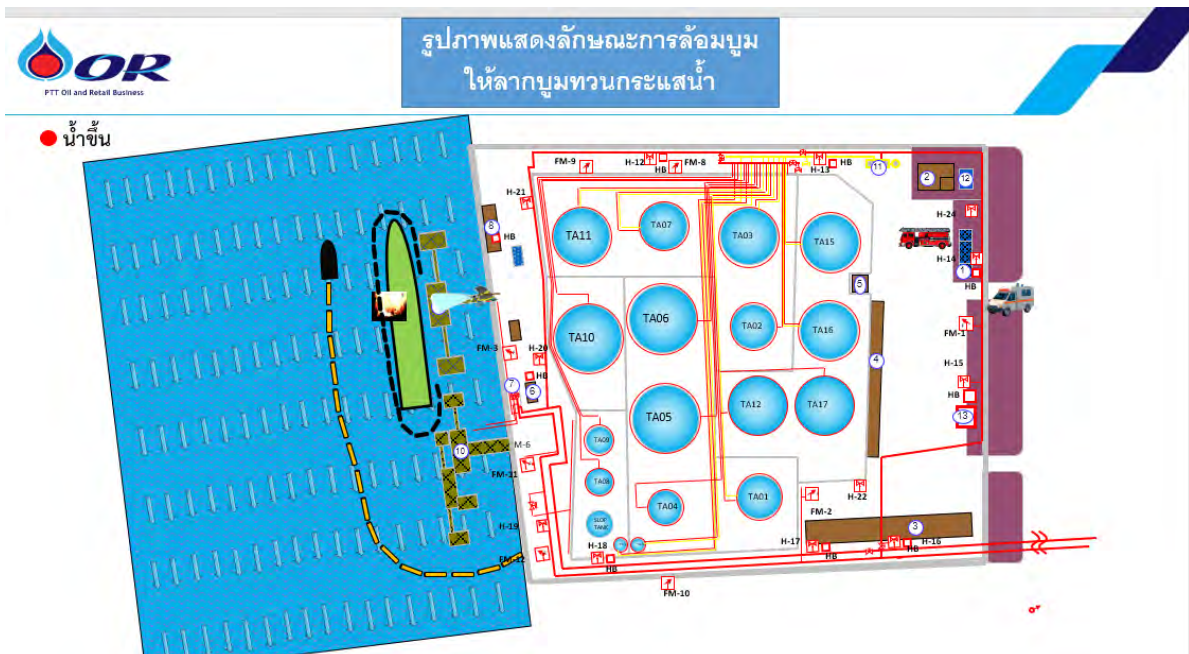 OR
PTT Oil and Retail Business
รูปภาพแสดงลักษณะการล้อมบูม
ให้ลากบูมทวนกระแสน้ำ
น้ำขึ้น
FM-9
H-12
HB
FM-8
H-13
HB
11
2
12
H-21
8
HB
TA11
TA07
TA03
TA15
H-24
H-14
1
HB
5
TA10
TA06
TA02
TA16
FM-1
FM-3
H-20
HB
7
6
4
H-15
HB
13
TA05
TA12
TA17
10
M-6
TA09
FM-11
TA08
TA04
TA01
H-22
FM-2
H-19
SLOP
TANK
3
H-18
HB
H-17
HB
H-16
HB
FM-12
FM-10